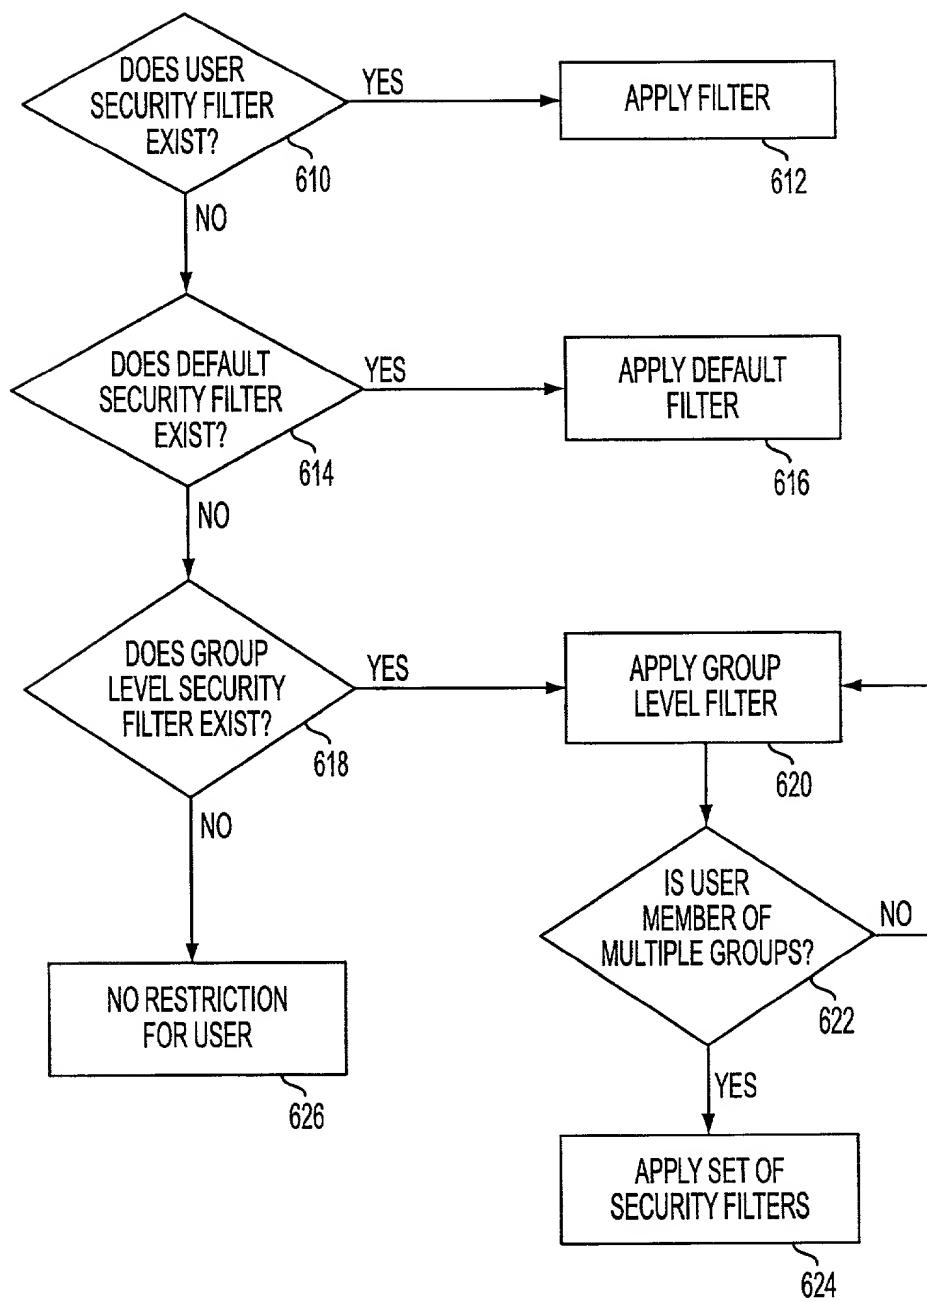 DOES USER
SECURITY FILTER
EXIST?
YES
610
NO
APPLY FILTER
612
DOES DEFAULT
SECURITY FILTER
EXIST?
YES
614
NO
APPLY DEFAULT
FILTER
616
DOES GROUP
LEVEL SECURITY
FILTER EXIST?
YES
618
NO
APPLY GROUP
LEVEL FILTER
620
IS USER
MEMBER OF
MULTIPLE GROUPS?
NO
622
YES
NO RESTRICTION
FOR USER
626
APPLY SET OF
SECURITY FILTERS
624